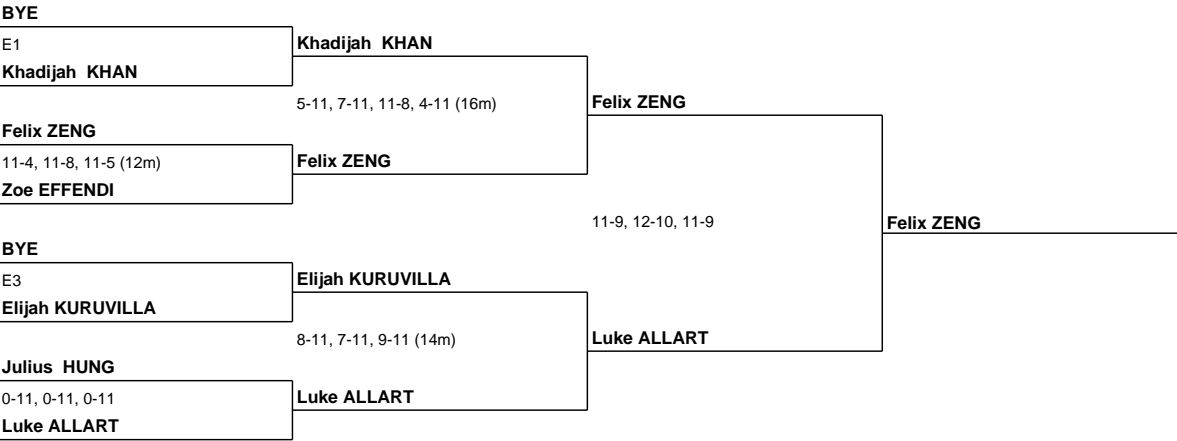 BYE
E1
Khadijah  KHAN
Khadijah  KHAN
5-11, 7-11, 11-8, 4-11 (16m)
Felix ZENG
Felix ZENG
11-4, 11-8, 11-5 (12m)
Felix ZENG
Zoe EFFENDI
11-9, 12-10, 11-9
Felix ZENG
BYE
E3
Elijah KURUVILLA
Elijah KURUVILLA
8-11, 7-11, 9-11 (14m)
Luke ALLART
Julius  HUNG
0-11, 0-11, 0-11
Luke ALLART
Luke ALLART